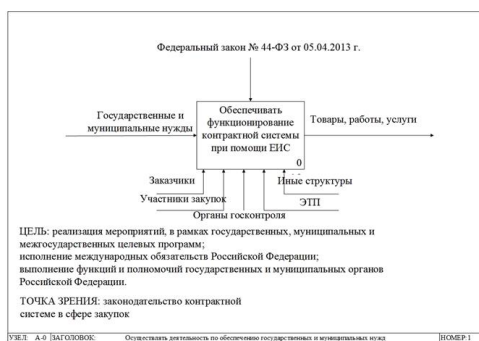 Федеральный закон № 44-ФЗ от 05.04.2013 г.
Государственные и
муниципальные нужды
Обеспечивать
функционирование
контрактной системы
при помощи ЕИС
0
Товары, работы, услуги
Заказчики
Иные структуры
Участники закупок
ЭТП
Органы госконтроля
ЦЕЛЬ: реализация мероприятий, в рамках государственных, муниципальных и
межгосударственных целевых программ;
исполнение международных обязательств Российской Федерации;
выполнение функций и полномочий государственных и муниципальных органов
Российской Федерации.
ТОЧКА ЗРЕНИЯ: законодательство контрактной
системе в сфере закупок
УЗЕЛ: А-0 ЗАГОЛОВОК: Осуществлять деятельность по обеспечению государственных и муниципальных нужд НОМЕР:1